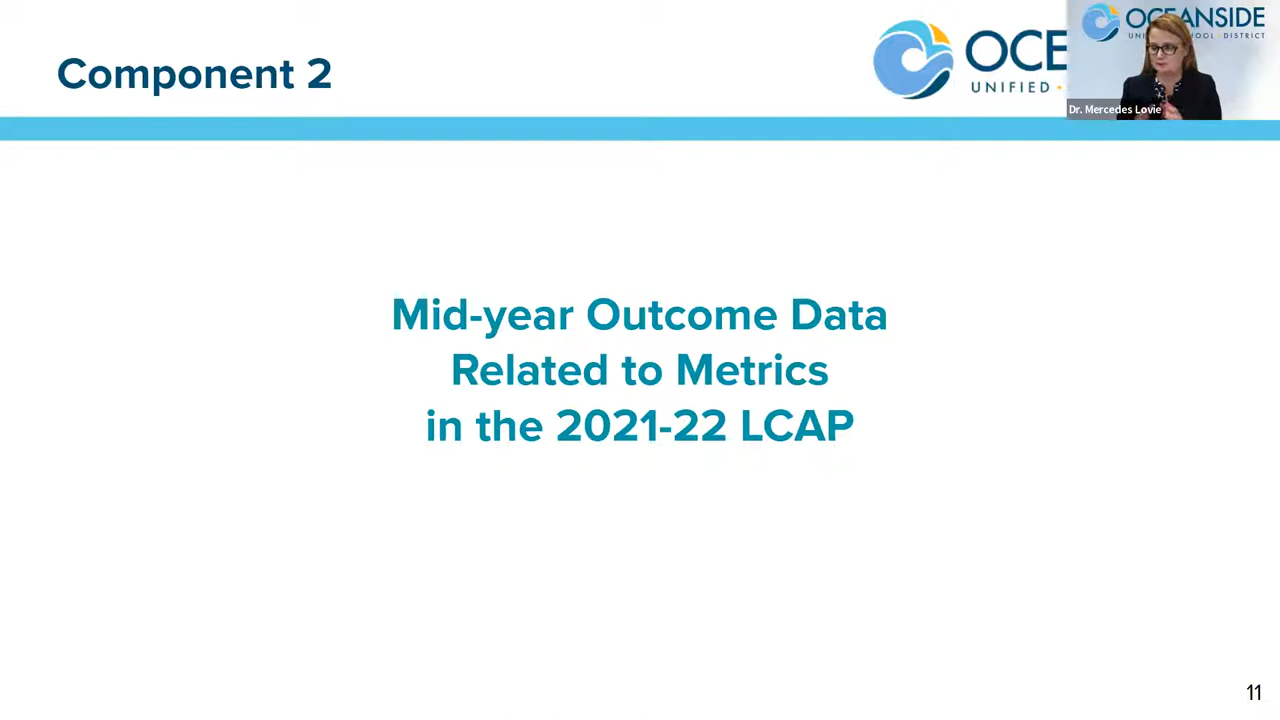 Component 2
OCE
UNIFIED •
OCEANSIDE
SCHOOL DISTRICT
Dr. Mercedes Lovie
Mid-year Outcome Data
Related to Metrics
in the 2021-22 LCAP
11